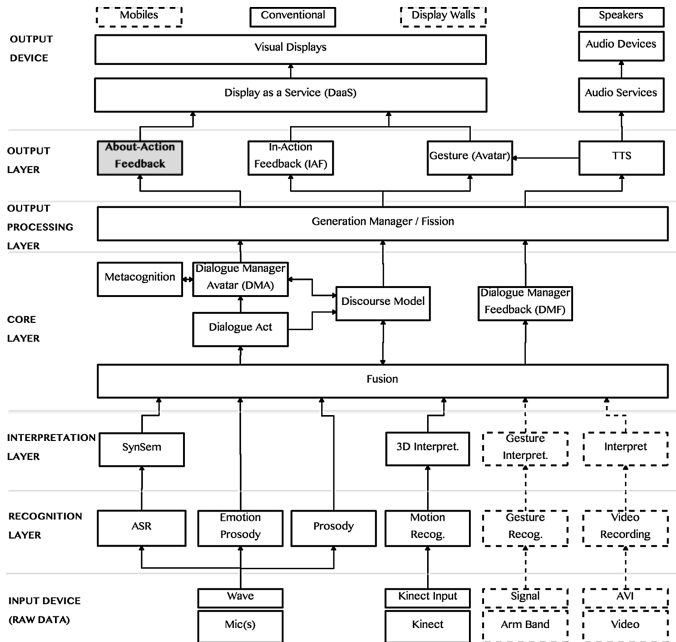 Mobiles
Conventional
Display Walls
Speakers
OUTPUT
DEVICE
Visual Displays
Audio Devices
Display as a Service (DaaS)
Audio Services
OUTPUT
LAYER
About-Action
Feedback
In-Action
Feedback (IAF)
Gesture (Avatar)
TTS
OUTPUT
PROCESSING
LAYER
Generation Manager / Fission
CORE
LAYER
Metacognition
Dialogue Manager
Avatar (DMA)
Discourse Model
Dialogue Manager
Feedback (DMF)
Dialogue Act
Fusion
INTERPRETATION
LAYER
SynSem
3D Interpret.
Gesture
Interpret.
Interpret
RECOGNITION
LAYER
ASR
Emotion
Prosody
Prosody
Motion
Recog.
Gesture
Recog.
Video
Recording
INPUT DEVICE
(RAW DATA)
Wave
Kinect Input
Signal
AVI
Mic(s)
Kinect
Arm Band
Video